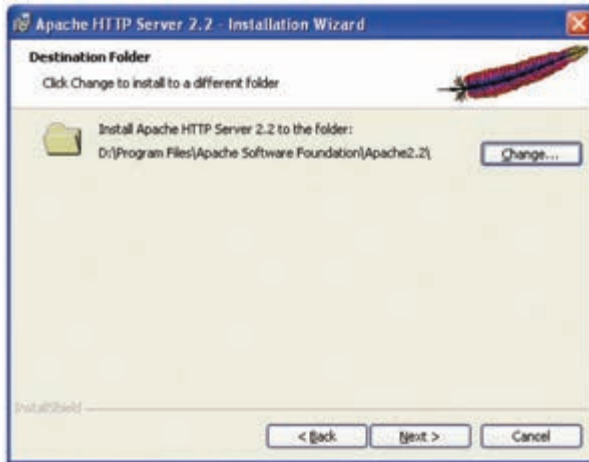 Apache HTTP Server 2.2 - Installation Wizard
Destination Folder
Click Change to install to a different folder
Install Apache HTTP Server 2.2 to the folder:
D:\Program Files\Apache Software Foundation\Apache2.2\
Change...
InstallShield
< Back
Next >
Cancel